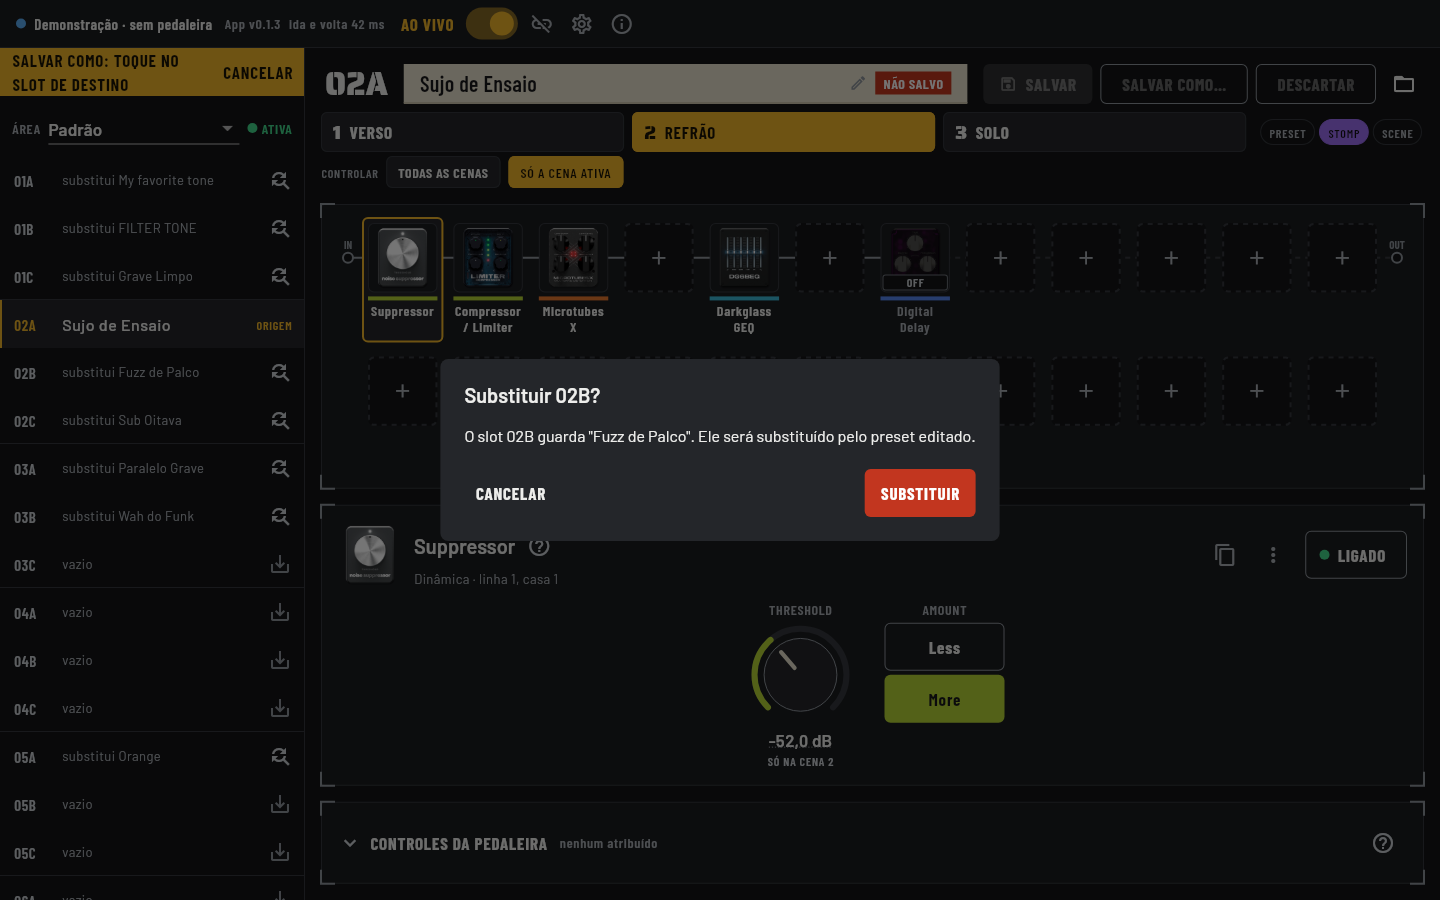 Demonstração · sem pedaleira App v0.1.3 Ida e volta 42 ms AO VIVO
SALVAR COMO: TOQUE NO
SLOT DE DESTINO
CANCELAR
ÁREA Padrão ATIVA
01A substitui My favorite tone
01B substitui FILTER TONE
01C substitui Grave Limpo
02A Sujo de Ensaio ORIGEM
02B substitui Fuzz de Palco
02C substitui Sub Oitava
03A substitui Paralelo Grave
03B substitui Wah do Funk
03C vazio
04A vazio
04B vazio
04C vazio
05A substitui Orange
05B vazio
05C vazio
06A vazio
02A Sujo de Ensaio NÃO SALVO SALVAR SALVAR COMO... DESCARTAR
1 VERSO 2 REFRÃO 3 SOLO PRESET STOMP SCENE
CONTROLAR TODAS AS CENAS SÓ A CENA ATIVA
IN OUT
LIMITER
DGSBEQ
OFF
Suppressor
Compressor
/ Limiter
Microtubes
X
Darkglass
GEQ
Digital
Delay
Substituir 02B?
O slot 02B guarda "Fuzz de Palco". Ele será substituído pelo preset editado.
CANCELAR SUBSTITUIR
Suppressor
Dinâmica · linha 1, casa 1
LIGADO
THRESHOLD
-52,0 dB
SÓ NA CENA 2
AMOUNT
Less
More
CONTROLES DA PEDALEIRA nenhum atribuído